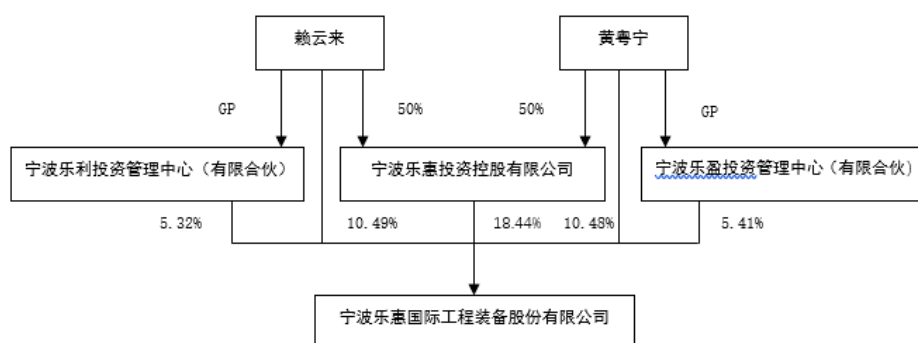 赖云来
黄粤宁
GP
50%
50%
GP
宁波乐利投资管理中心（有限合伙）
宁波乐惠投资控股有限公司
宁波乐盈投资管理中心（有限合伙）
5.32%
10.49%
18.44%
10.48%
5.41%
宁波乐惠国际工程装备股份有限公司